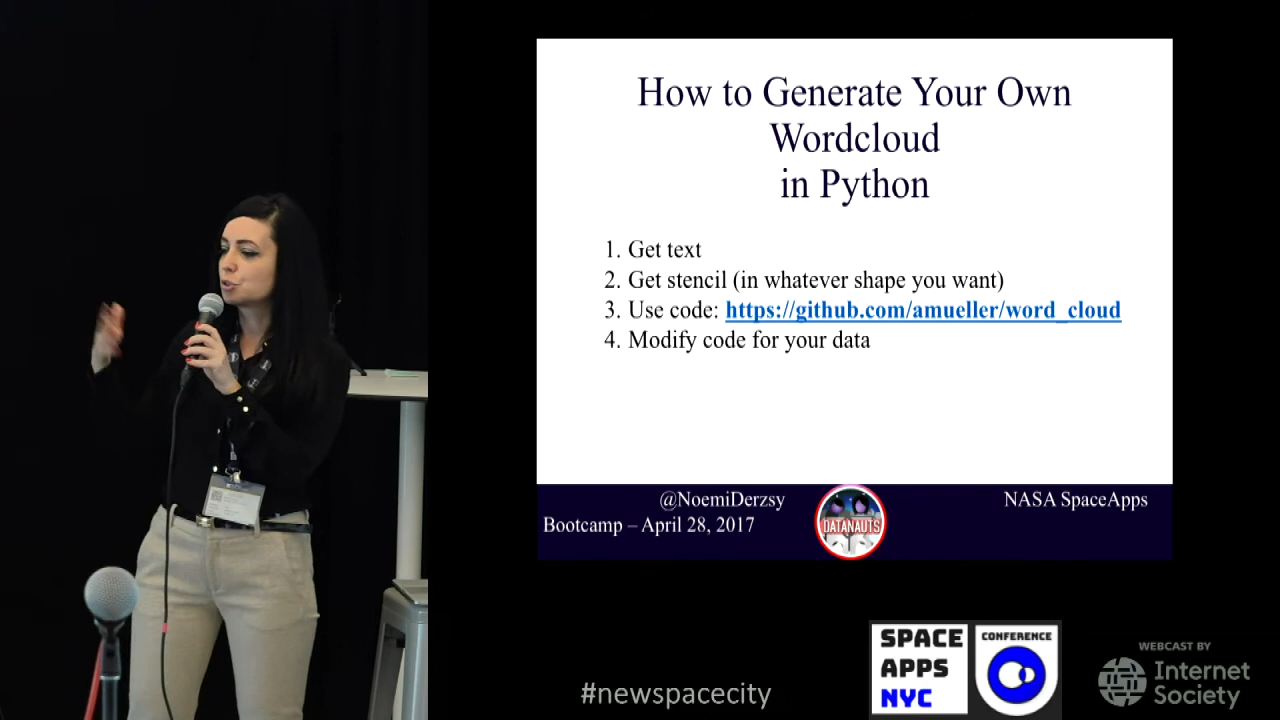 How to Generate Your Own
Wordcloud
in Python
1. Get text
2. Get stencil (in whatever shape you want)
3. Use code: https://github.com/amueller/word_cloud
4. Modify code for your data
@NoemiDerzsy
NASA SpaceApps
Bootcamp – April 28, 2017
DATANAUTS
SPACE
APPS
NYC
CONFERENCE
#newspacecity
WEBCAST BY
Internet
Society